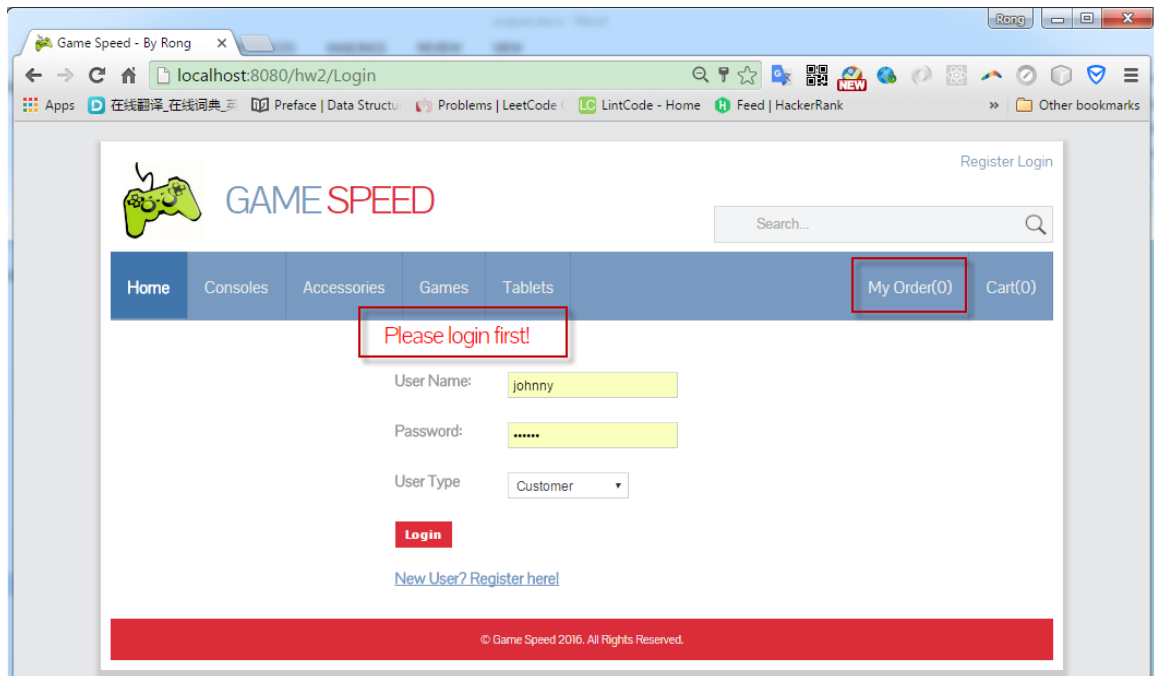 Rong
Game Speed - By Rong
localhost:8080/hw2/Login
NEW
Apps
在线翻译_在线词典_
Preface | Data Structu
Problems | LeetCode
LC LintCode - Home
Feed | HackerRank
»
Other bookmarks
Register Login
GAME SPEED
Search...
Home
Consoles
Accessories
Games
Tablets
My Order(0)
Cart(0)
Please login first!
User Name:
johnny
Password:
••••••
User Type
Customer
Login
New User? Register here!
© Game Speed 2016. All Rights Reserved.